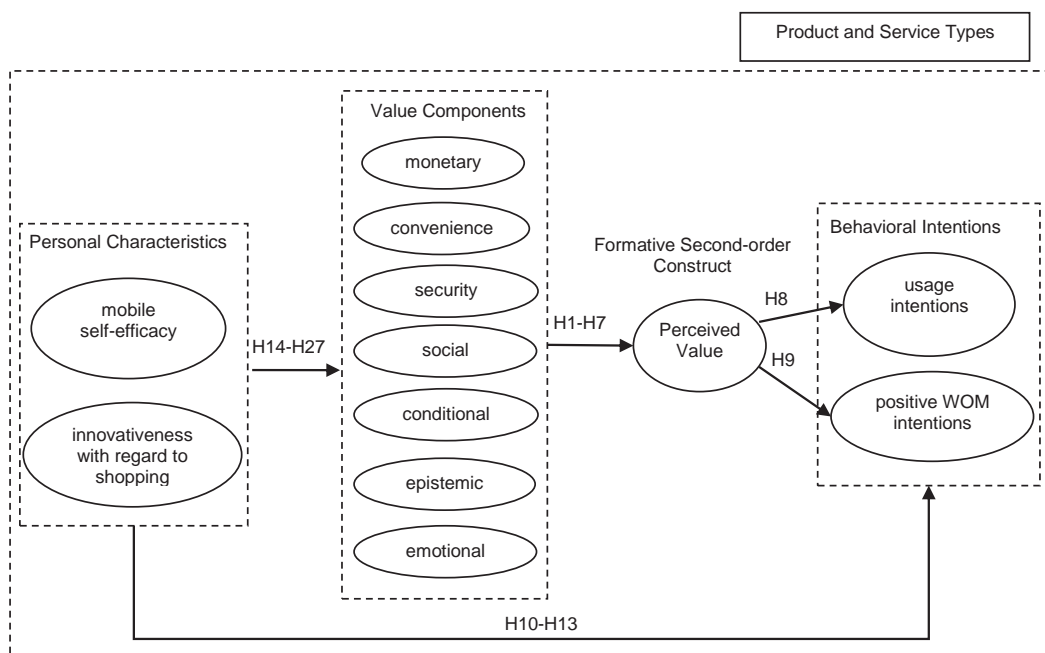 Product and Service Types
Value Components
monetary
convenience
security
social
conditional
epistemic
emotional
Personal Characteristics
mobile
self-efficacy
innovativeness
with regard to
shopping
H14-H27
H1-H7
Formative Second-order
Construct
Perceived
Value
H8
H9
Behavioral Intentions
usage
intentions
positive WOM
intentions
H10-H13